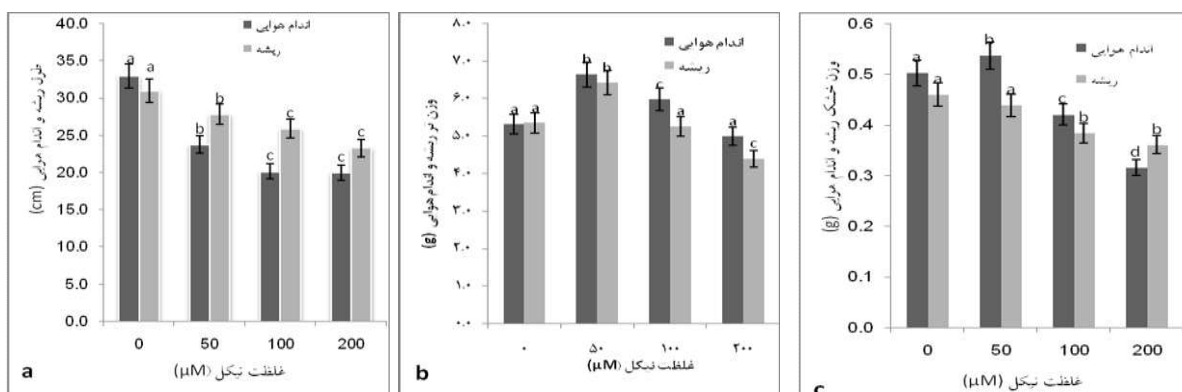 40.0
35.0
30.0
25.0
20.0
15.0
10.0
5.0
0.0
طول ریشه و اندام هوایی (cm)
اندام هوایی
ریشه
a a
b b
c c
c c
0 50 100 200
غلظت نیکل (µM)
a
۸.۰
۷.۰
۶.۰
۵.۰
۴.۰
۳.۰
۲.۰
۱.۰
۰.۰
وزن تر ریشه و اندام هوایی (g)
اندام هوایی
ریشه
a a
b b
c a
a c
۰ ۵۰ ۱۰۰ ۲۰۰
غلظت نیکل (µM)
b
0.6
0.5
0.4
0.3
0.2
0.1
0.0
وزن خشک ریشه و اندام هوایی (g)
اندام هوایی
ریشه
a a
b a
c b
d b
0 50 100 200
غلظت نیکل (µM)
c